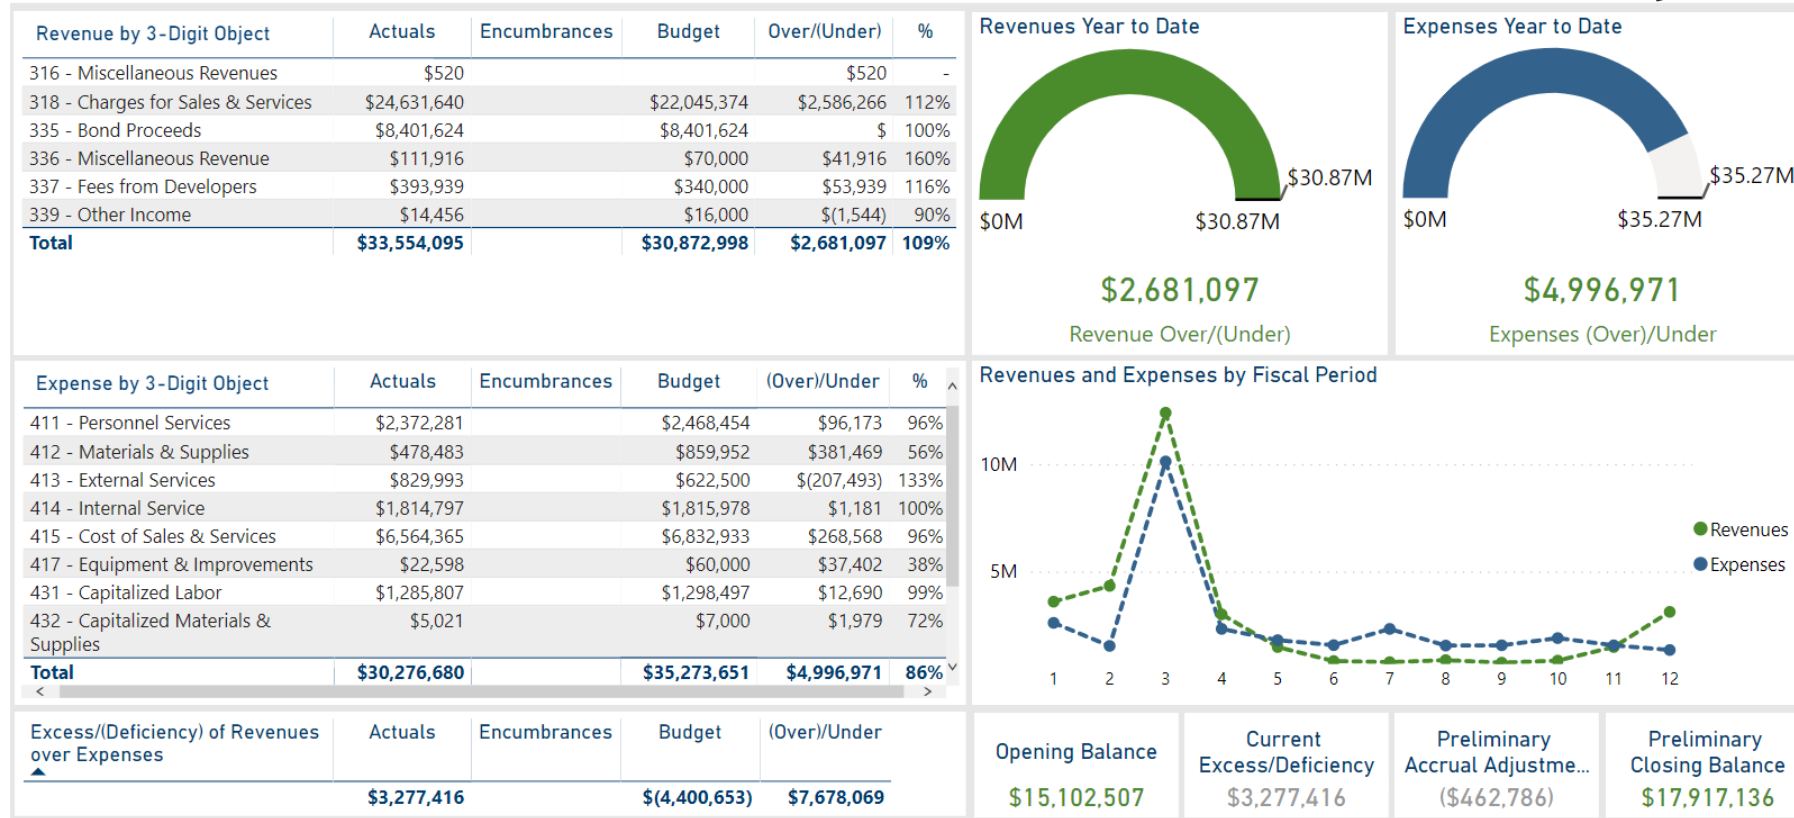 Revenue by 3-Digit Object Actuals Encumbrances Budget Over/(Under) %
316 - Miscellaneous Revenues $520 $520 -
318 - Charges for Sales & Services $24,631,640 $22,045,374 $2,586,266 112%
335 - Bond Proceeds $8,401,624 $8,401,624 $ 100%
336 - Miscellaneous Revenue $111,916 $70,000 $41,916 160%
337 - Fees from Developers $393,939 $340,000 $53,939 116%
339 - Other Income $14,456 $16,000 $(1,544) 90%
Total $33,554,095 $30,872,998 $2,681,097 109%
Revenues Year to Date
$30.87M
$0M $30.87M
$2,681,097
Revenue Over/(Under)
Expenses Year to Date
$35.27M
$0M $35.27M
$4,996,971
Expenses (Over)/Under
Expense by 3-Digit Object Actuals Encumbrances Budget (Over)/Under %
411 - Personnel Services $2,372,281 $2,468,454 $96,173 96%
412 - Materials & Supplies $478,483 $859,952 $381,469 56%
413 - External Services $829,993 $622,500 $(207,493) 133%
414 - Internal Service $1,814,797 $1,815,978 $1,181 100%
415 - Cost of Sales & Services $6,564,365 $6,832,933 $268,568 96%
417 - Equipment & Improvements $22,598 $60,000 $37,402 38%
431 - Capitalized Labor $1,285,807 $1,298,497 $12,690 99%
432 - Capitalized Materials & $5,021 $7,000 $1,979 72%
Supplies
Total $30,276,680 $35,273,651 $4,996,971 86%
Revenues and Expenses by Fiscal Period
10M
5M
1 2 3 4 5 6 7 8 9 10 11 12
Revenues
Expenses
Excess/(Deficiency) of Revenues Actuals Encumbrances Budget (Over)/Under
over Expenses
$3,277,416 $(4,400,653) $7,678,069
Opening Balance
$15,102,507
Current
Excess/Deficiency
$3,277,416
Preliminary
Accrual Adjustme...
($462,786)
Preliminary
Closing Balance
$17,917,136